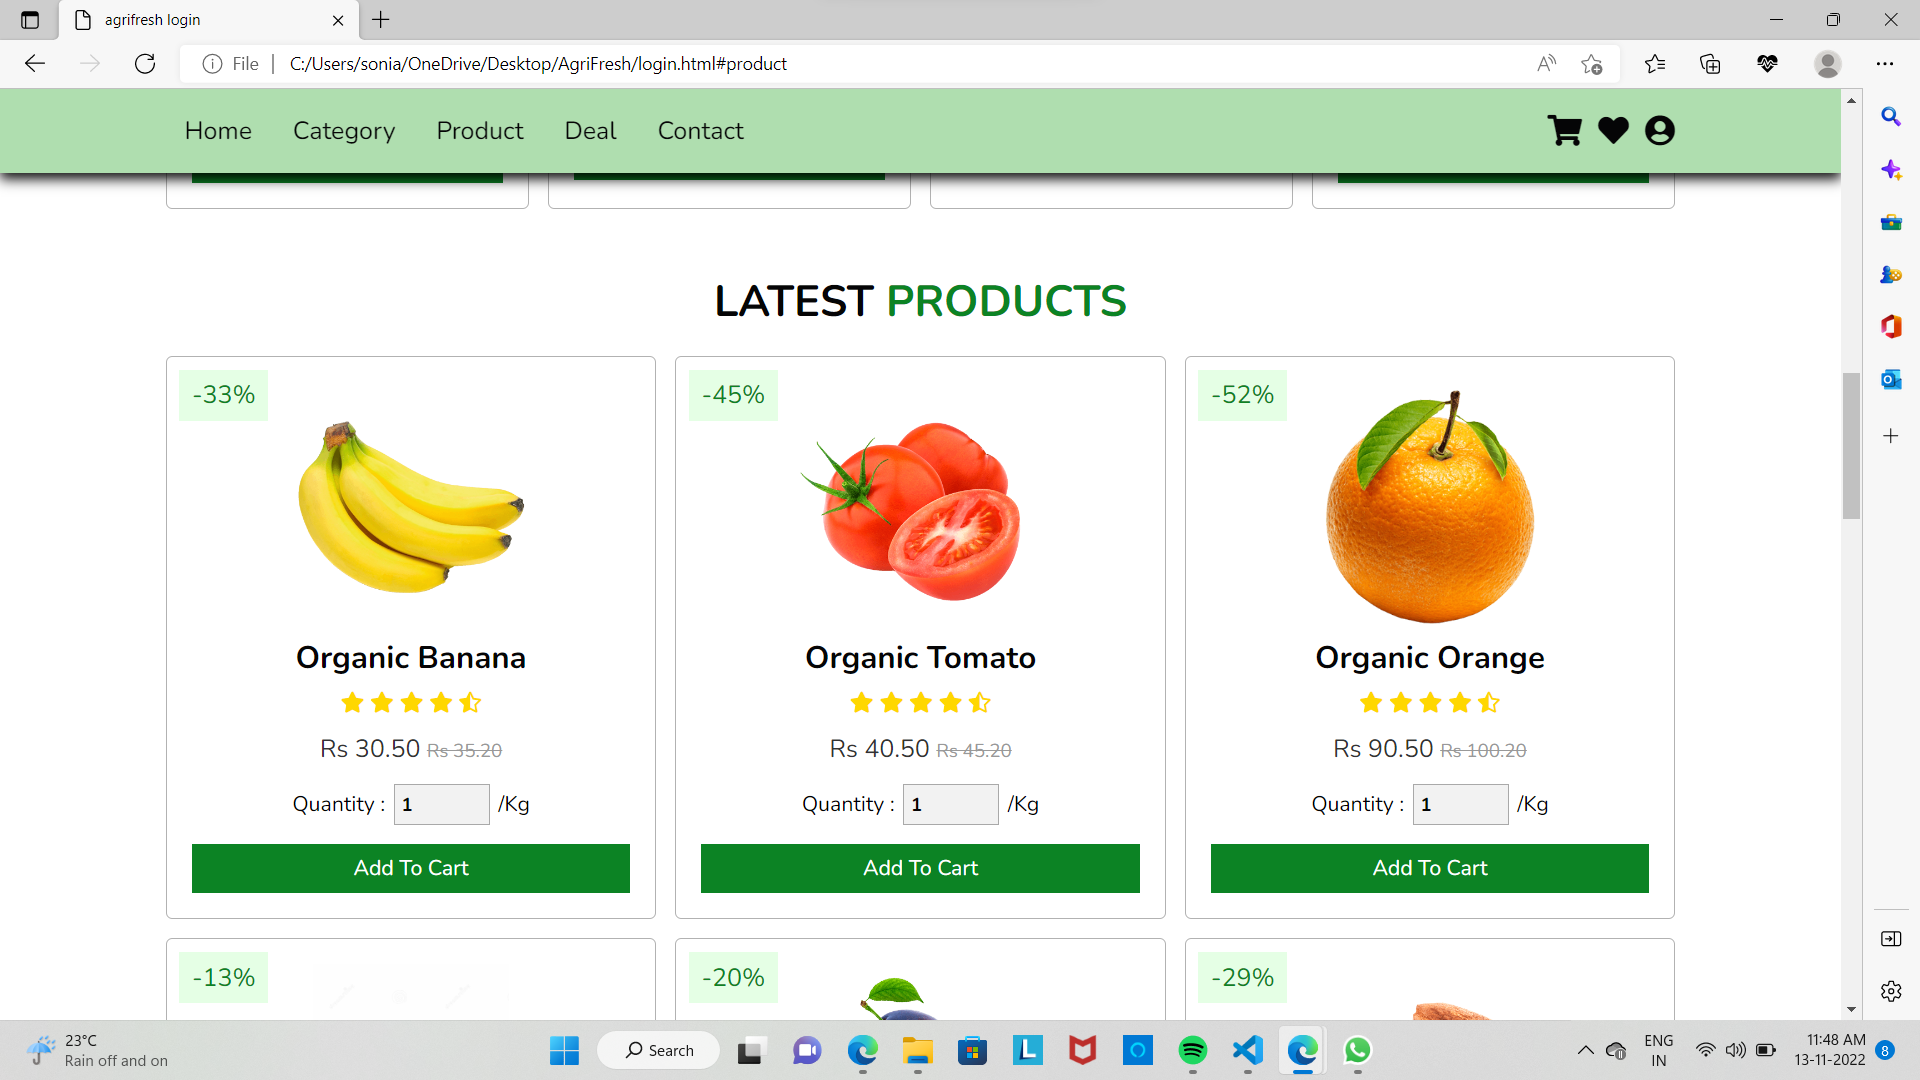 agrifresh login
File
C:/Users/sonia/OneDrive/Desktop/AgriFresh/login.html#product
Home Category Product Deal Contact
LATEST PRODUCTS
-33% -45% -52%
Organic Banana Organic Tomato Organic Orange
Rs 30.50 Rs 35.20 Rs 40.50 Rs 45.20 Rs 90.50 Rs 100.20
Quantity : 1 /Kg Quantity : 1 /Kg Quantity : 1 /Kg
Add To Cart Add To Cart Add To Cart
-13% -20% -29%
23°C
Rain off and on
Search
ENG
IN
11:48 AM
13-11-2022
8